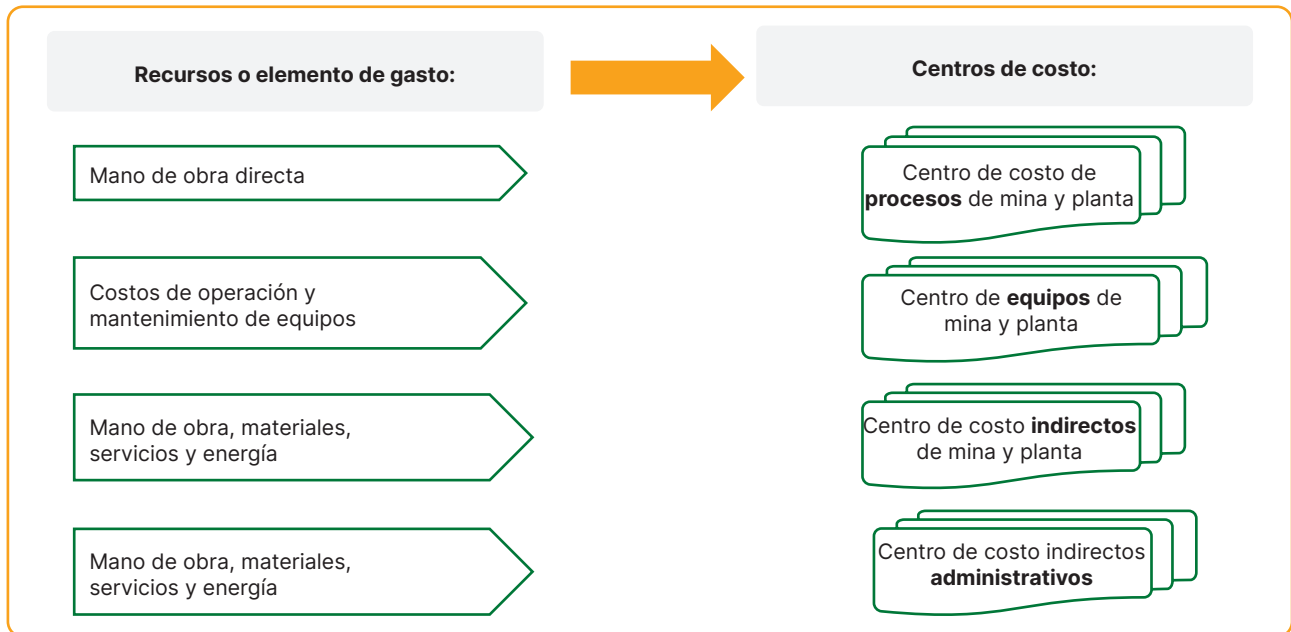 Recursos o elemento de gasto:
Centros de costo:
Mano de obra directa
Centro de costo de
procesos de mina y planta
Costos de operación y
mantenimiento de equipos
Centro de equipos de
mina y planta
Mano de obra, materiales,
servicios y energía
Centro de costo indirectos
de mina y planta
Mano de obra, materiales,
servicios y energía
Centro de costo indirectos
administrativos